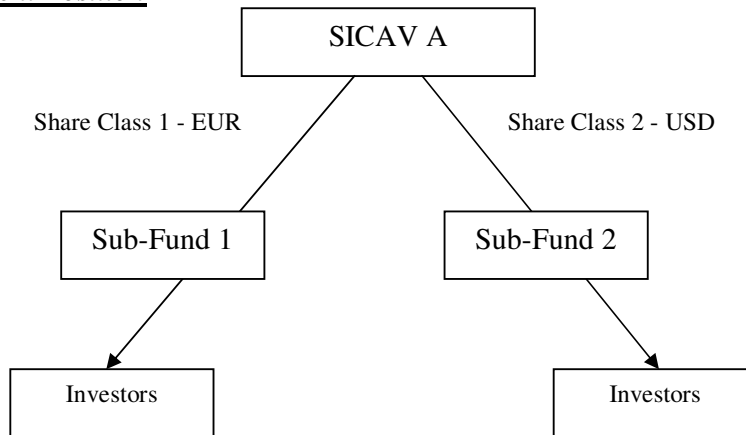 SICAV A
Share Class 1 - EUR
Share Class 2 - USD
Sub-Fund 1
Sub-Fund 2
Investors
Investors